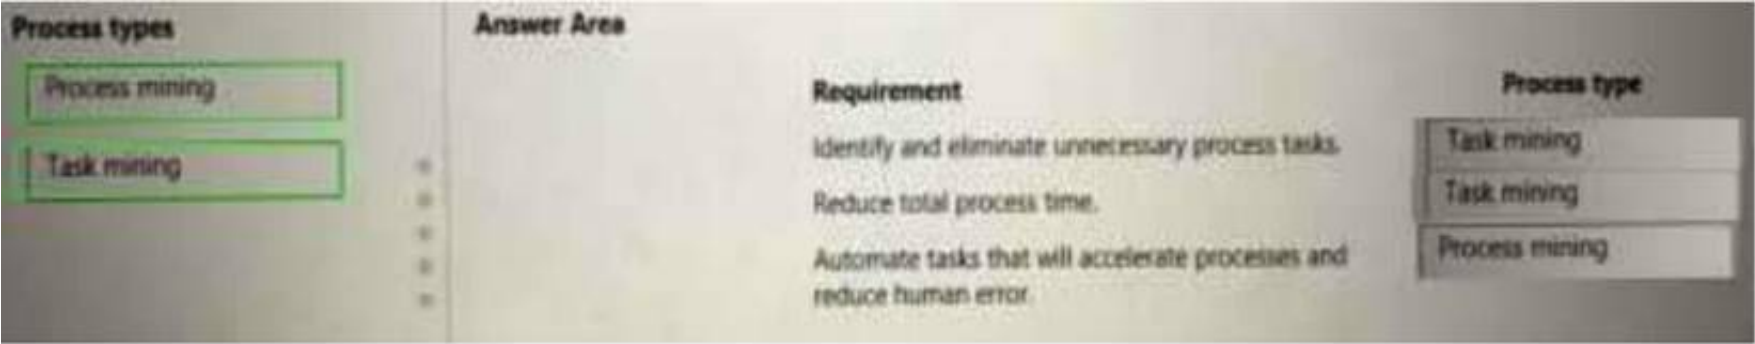 Process types
Answer Area
Process mining
Task mining
Requirement
Process type
Identify and eliminate unnecessary process tasks.
Task mining
Reduce total process time.
Task mining
Automate tasks that will accelerate processes and
reduce human error.
Process mining